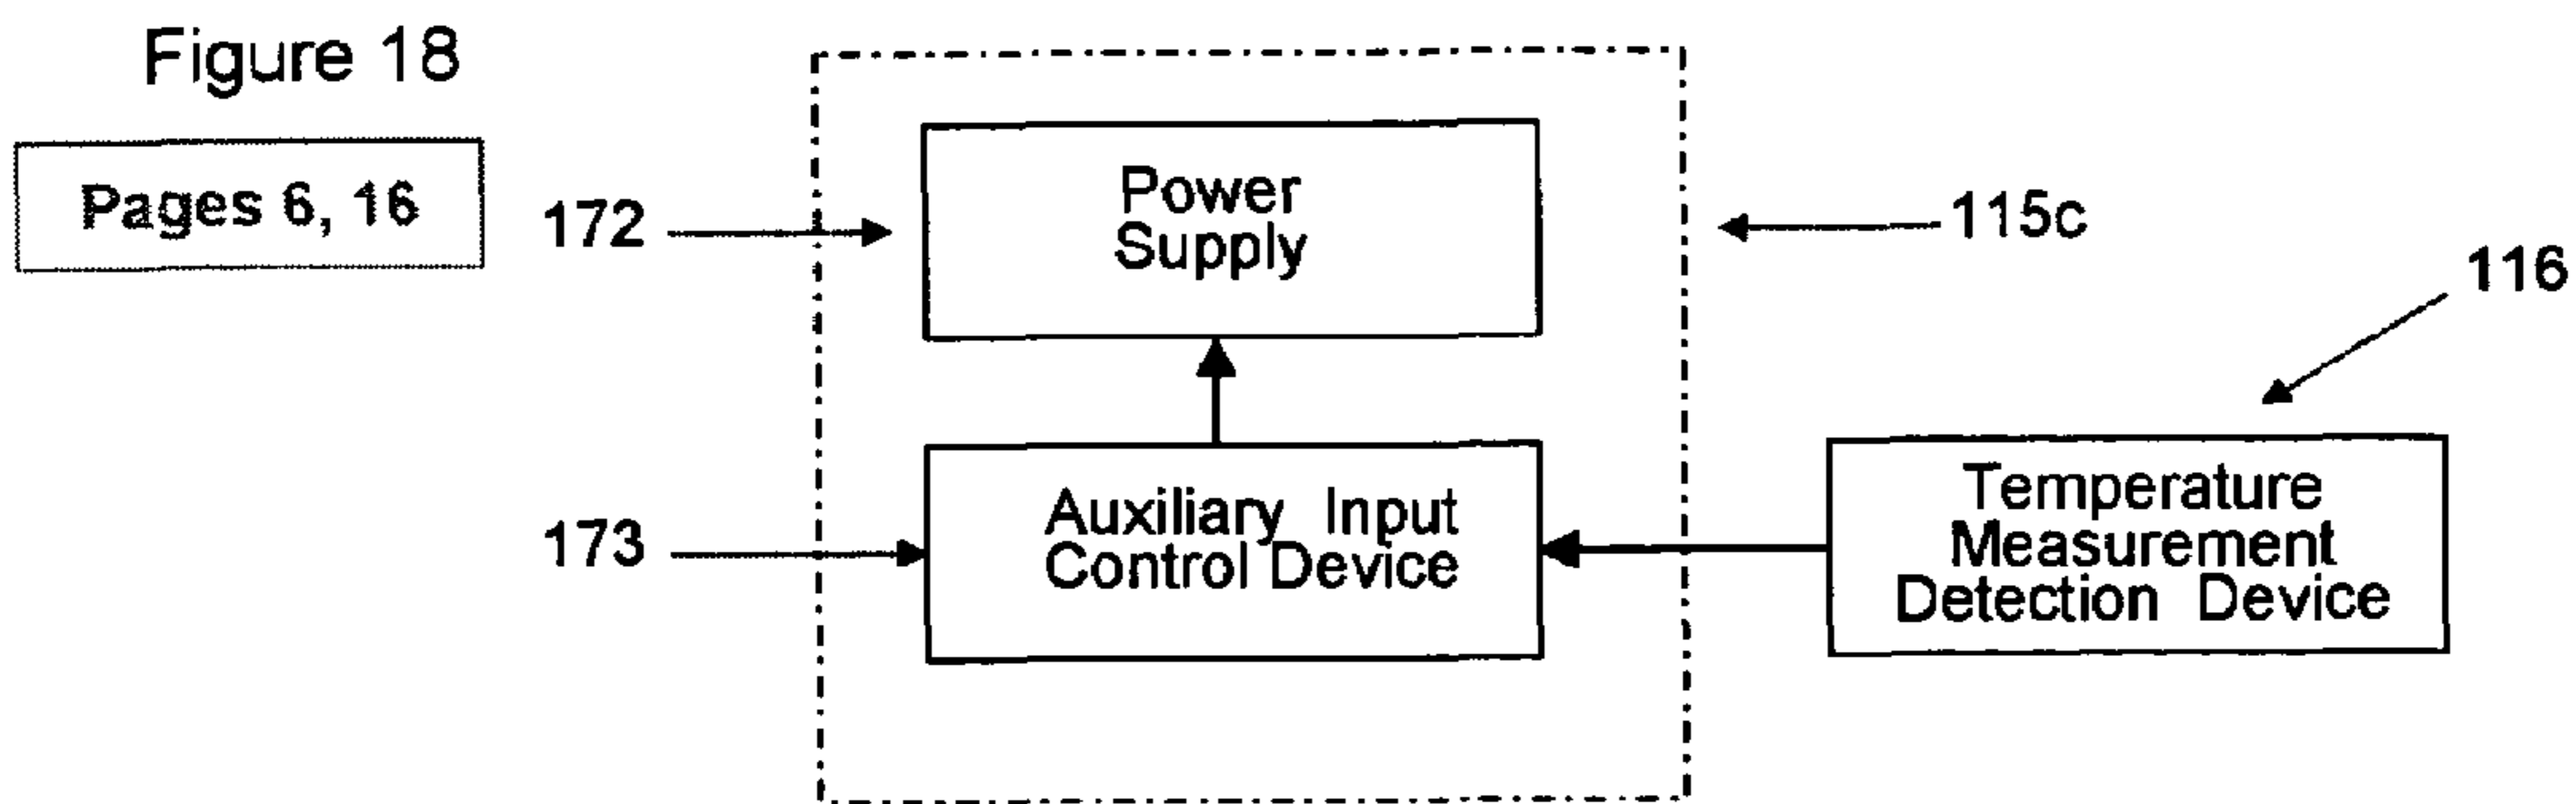 Figure 18
Pages 6, 16
172
Power
Supply
115c
116
173
Auxiliary Input
Control Device
Temperature
Measurement
Detection Device